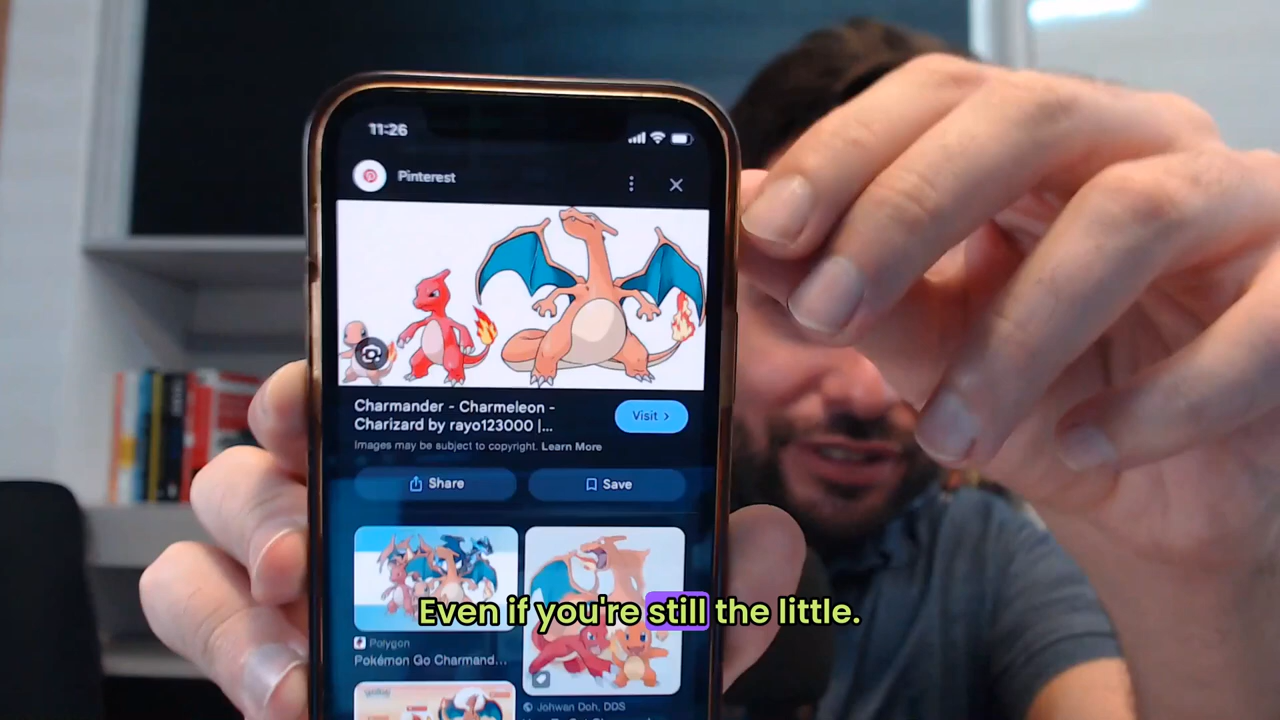 11:26
Pinterest
Charmander - Charmeleon -
Charizard by rayo123000 |...
Visit >
Images may be subject to copyright. Learn More
Share
Save
Even if you're still the little.
Polygon
Pokémon Go Charmand...
Johwan Doh, DDS